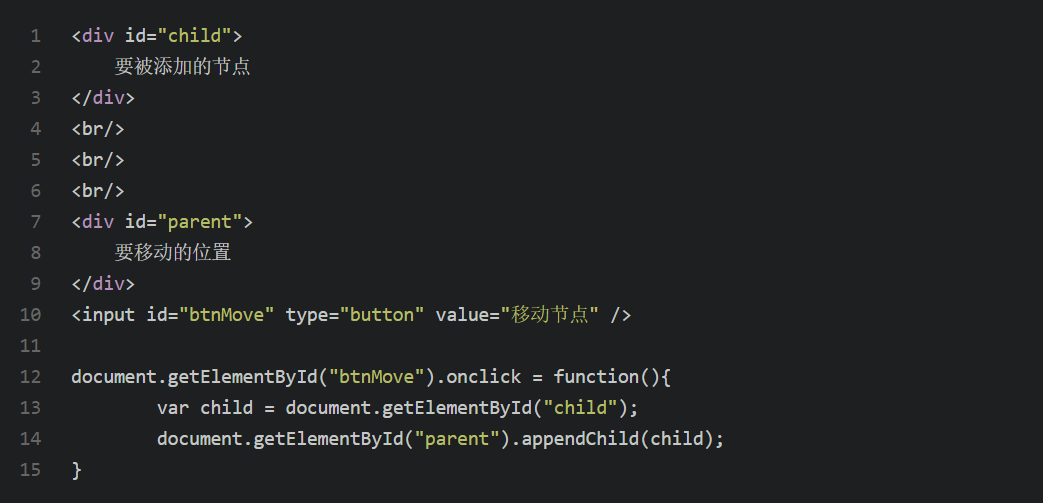 1 <div id="child">
2     要被添加的节点
3 </div>
4 <br/>
5 <br/>
6 <br/>
7 <div id="parent">
8     要移动的位置
9 </div>
10 <input id="btnMove" type="button" value="移动节点" />
11
12 document.getElementById("btnMove").onclick = function(){
13         var child = document.getElementById("child");
14         document.getElementById("parent").appendChild(child);
15 }